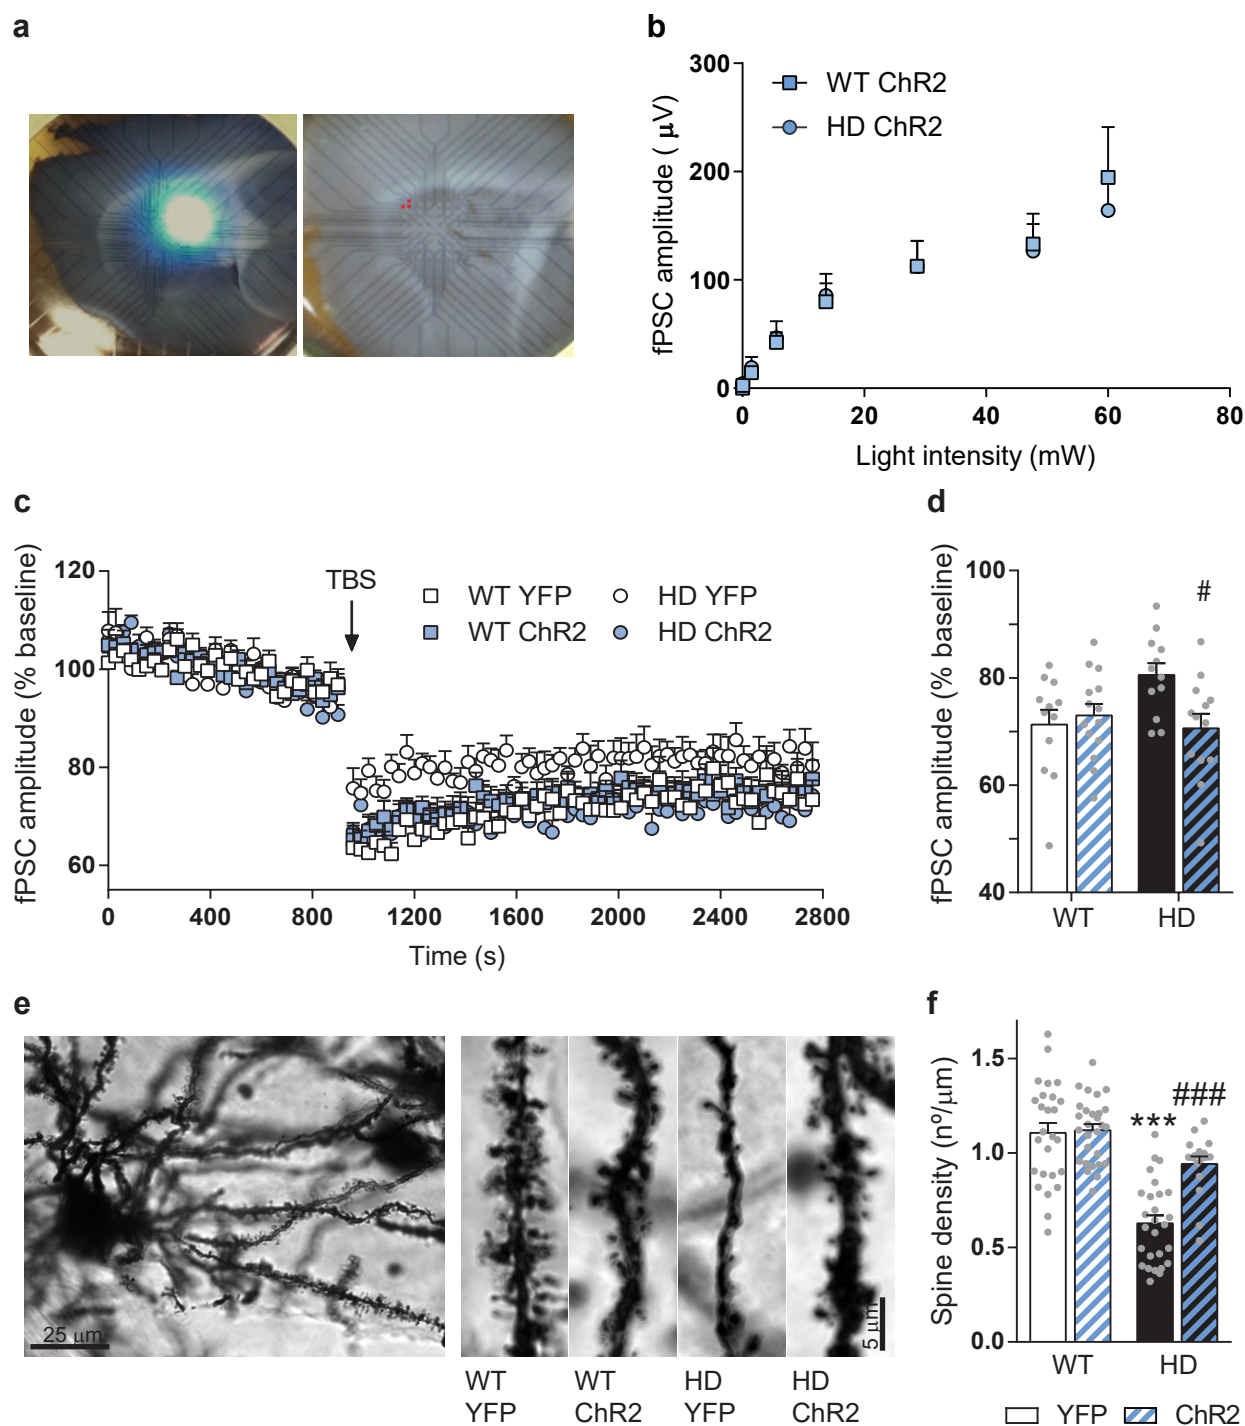 a
b
300
200
100
0
fPSC amplitude ( μV)
WT ChR2
HD ChR2
0 20 40 60 80
Light intensity (mW)
c
120
100
80
60
fPSC amplitude (% baseline)
TBS
WT YFP HD YFP
WT ChR2 HD ChR2
0 400 800 1200 1600 2000 2400 2800
Time (s)
d
100
80
60
40
fPSC amplitude (% baseline)
#
WT HD
e
25 μm
5 μm
WT WT HD HD
YFP ChR2 YFP ChR2
f
1.5
1.0
0.5
0.0
Spine density (nº/μm)
###
***
WT HD
YFP ChR2